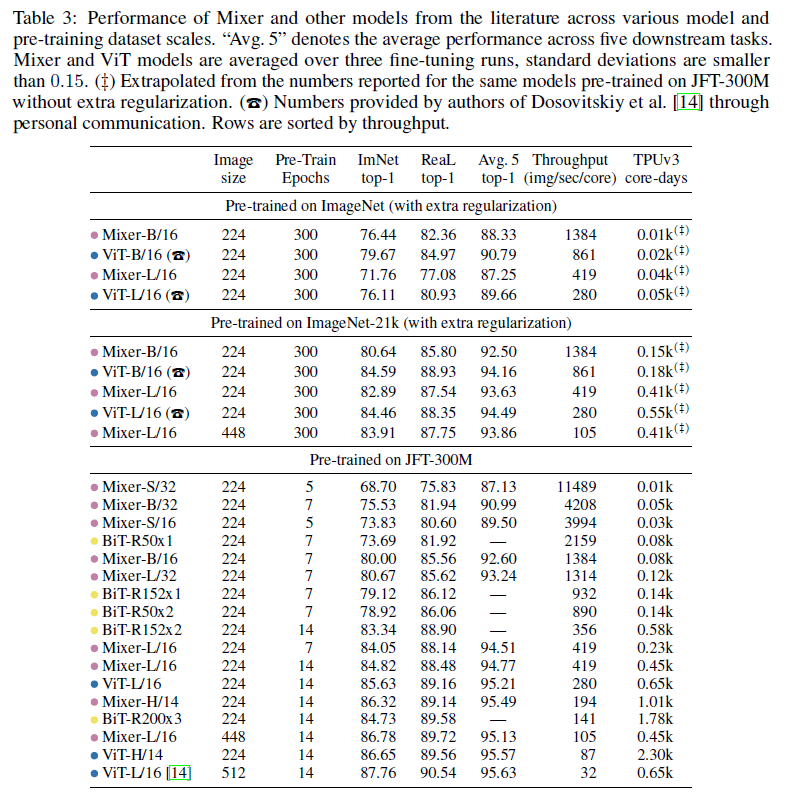 Table 3: Performance of Mixer and other models from the literature across various model and
pre-training dataset scales. “Avg. 5” denotes the average performance across five downstream tasks.
Mixer and ViT models are averaged over three fine-tuning runs, standard deviations are smaller
than 0.15. (‡) Extrapolated from the numbers reported for the same models pre-trained on JFT-300M
without extra regularization. (☎) Numbers provided by authors of Dosovitskiy et al. [14] through
personal communication. Rows are sorted by throughput.
Image Pre-Train ImNet ReaL Avg. 5 Throughput TPUv3
size Epochs top-1 top-1 top-1 (img/sec/core) core-days
Pre-trained on ImageNet (with extra regularization)
● Mixer-B/16 224 300 76.44 82.36 88.33 1384 0.01k(‡)
● ViT-B/16 (☎) 224 300 79.67 84.97 90.79 861 0.02k(‡)
● Mixer-L/16 224 300 71.76 77.08 87.25 419 0.04k(‡)
● ViT-L/16 (☎) 224 300 76.11 80.93 89.66 280 0.05k(‡)
Pre-trained on ImageNet-21k (with extra regularization)
● Mixer-B/16 224 300 80.64 85.80 92.50 1384 0.15k(‡)
● ViT-B/16 (☎) 224 300 84.59 88.93 94.16 861 0.18k(‡)
● Mixer-L/16 224 300 82.89 87.54 93.63 419 0.41k(‡)
● ViT-L/16 (☎) 224 300 84.46 88.35 94.49 280 0.55k(‡)
● Mixer-L/16 448 300 83.91 87.75 93.86 105 0.41k(‡)
Pre-trained on JFT-300M
● Mixer-S/32 224 5 68.70 75.83 87.13 11489 0.01k
● Mixer-B/32 224 7 75.53 81.94 90.99 4208 0.05k
● Mixer-S/16 224 5 73.83 80.60 89.50 3994 0.03k
● BiT-R50x1 224 7 73.69 81.92 — 2159 0.08k
● Mixer-B/16 224 7 80.00 85.56 92.60 1384 0.08k
● Mixer-L/32 224 7 80.67 85.62 93.24 1314 0.12k
● BiT-R152x1 224 7 79.12 86.12 — 932 0.14k
● BiT-R50x2 224 7 78.92 86.06 — 890 0.14k
● BiT-R152x2 224 14 83.34 88.90 — 356 0.58k
● Mixer-L/16 224 7 84.05 88.14 94.51 419 0.23k
● Mixer-L/16 224 14 84.82 88.48 94.77 419 0.45k
● ViT-L/16 224 14 85.63 89.16 95.21 280 0.65k
● Mixer-H/14 224 14 86.32 89.14 95.49 194 1.01k
● BiT-R200x3 224 14 84.73 89.58 — 141 1.78k
● Mixer-L/16 448 14 86.78 89.72 95.13 105 0.45k
● ViT-H/14 224 14 86.65 89.56 95.57 87 2.30k
● ViT-L/16 [14] 512 14 87.76 90.54 95.63 32 0.65k